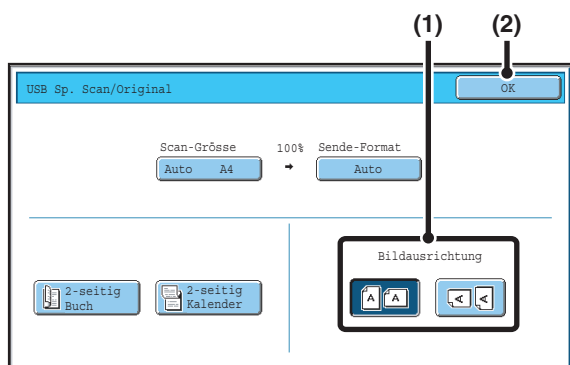 (1) (2)
USB Sp. Scan/Original OK
Scan-Grösse 100% Sende-Format
Auto A4 → Auto
Bildausrichtung
2-seitig
Buch
2-seitig
Kalender
A A A A